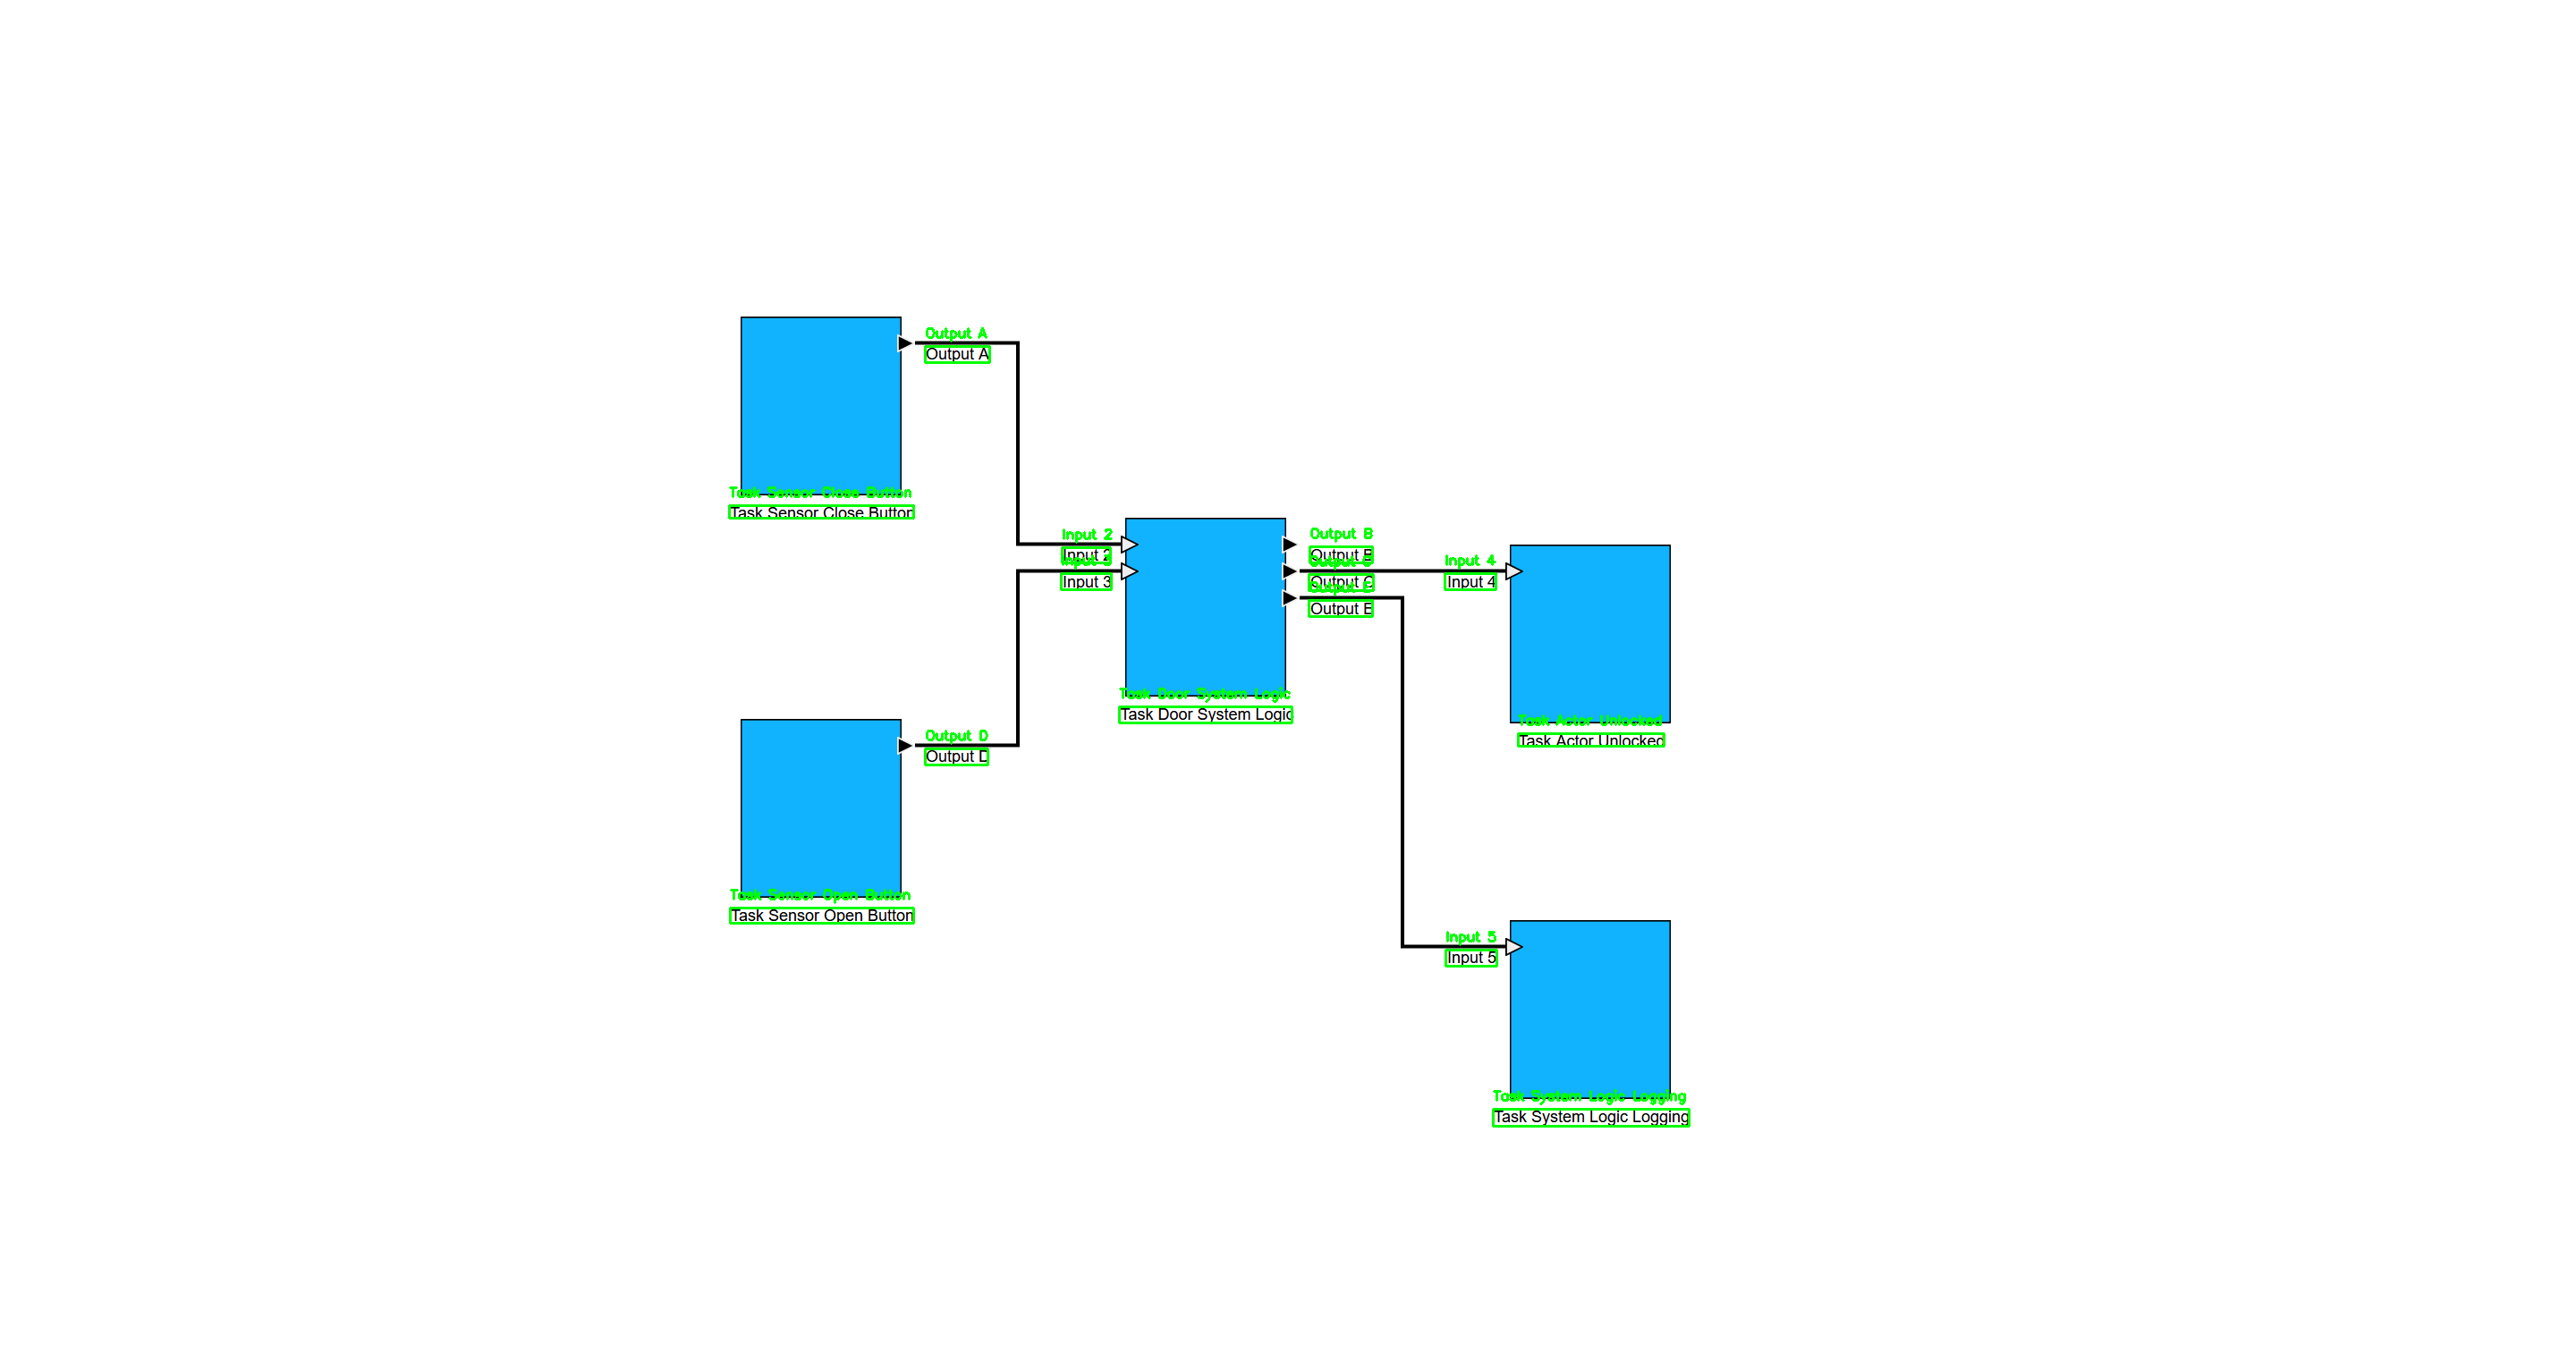 Output A
Output A
Task Sensor Close Button
Task Sensor Close Button
Input 2
Input 2
Input 3
Input 3
Output B
Output B
Output C
Output C
Output E
Output E
Input 4
Input 4
Task Door System Logic
Task Door System Logic
Task Actor Unlocked
Task Actor Unlocked
Output D
Output D
Task Sensor Open Button
Task Sensor Open Button
Input 5
Input 5
Task System Logic Logging
Task System Logic Logging